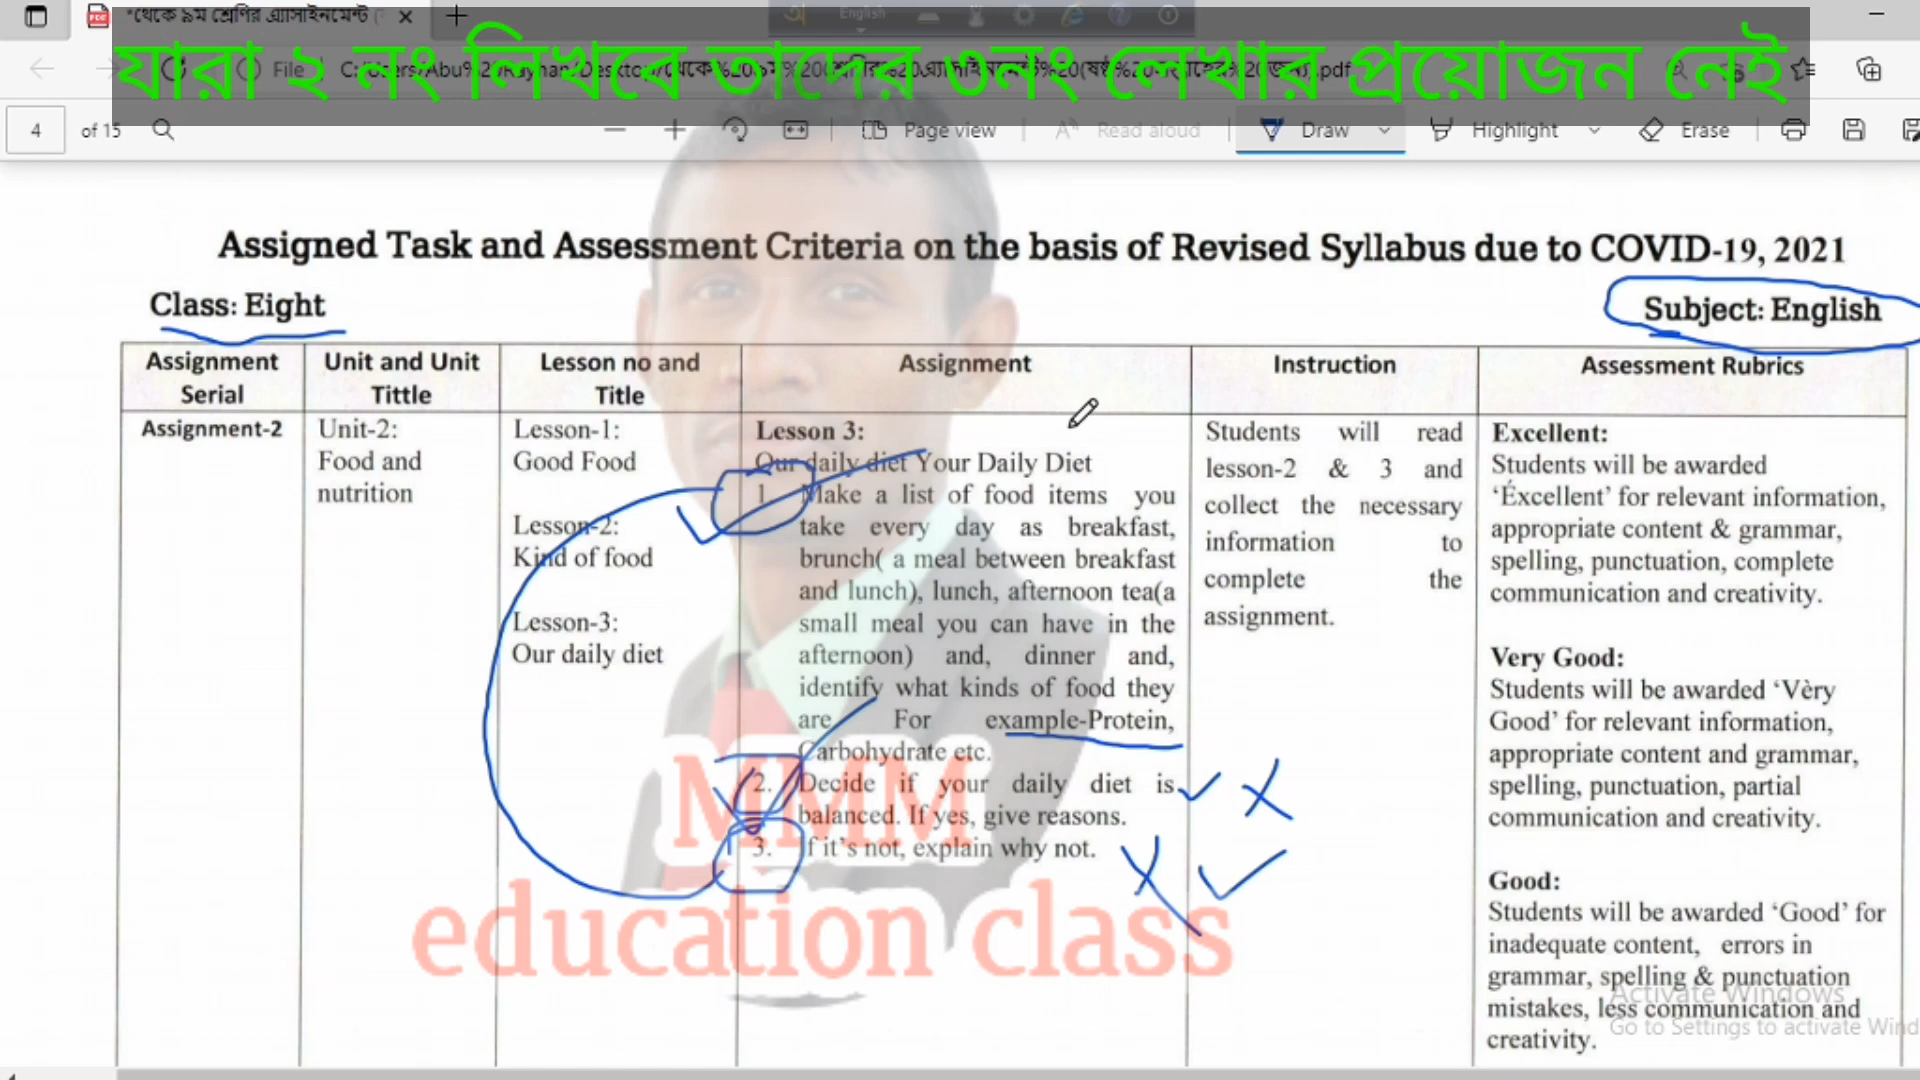 থেকে ৯ম শ্রেণির এ্যাসাইনমেন্ট (
English
যারা ২ নং লিখবে তাদের ৩নং লেখার প্রয়োজন নেই
File
4 of 15
Page view
Read aloud
Draw
Highlight
Erase
Assigned Task and Assessment Criteria on the basis of Revised Syllabus due to COVID-19, 2021
Class: Eight
Subject: English
Assignment Serial
Unit and Unit Tittle
Lesson no and Title
Assignment
Instruction
Assessment Rubrics
Assignment-2
Unit-2:
Food and
nutrition
Lesson-1:
Good Food
Lesson-2:
Kind of food
Lesson-3:
Our daily diet
Lesson 3:
Our daily diet Your Daily Diet
1. Make a list of food items you
take every day as breakfast,
brunch( a meal between breakfast
and lunch), lunch, afternoon tea(a
small meal you can have in the
afternoon) and, dinner and,
identify what kinds of food they
are. For example-Protein,
Carbohydrate etc.
2. Decide if your daily diet is
balanced. If yes, give reasons.
3. If it's not, explain why not.
Students will read
lesson-2 & 3 and
collect the necessary
information to
complete the
assignment.
Excellent:
Students will be awarded
‘Éxcellent’ for relevant information,
appropriate content & grammar,
spelling, punctuation, complete
communication and creativity.
Very Good:
Students will be awarded ‘Vèry
Good’ for relevant information,
appropriate content and grammar,
spelling, punctuation, partial
communication and creativity.
Good:
Students will be awarded ‘Good’ for
inadequate content, errors in
grammar, spelling & punctuation
mistakes, less communication and
creativity.
MMM
education class
Activate Windows
Go to Settings to activate Wind